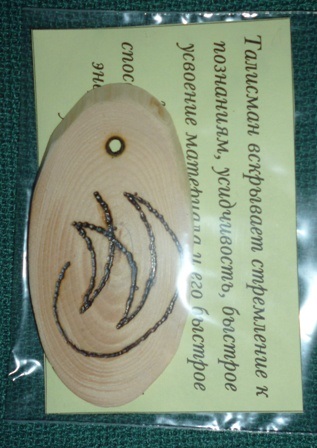 Талисман вскрывает стремление к
познаниям, усидчивость, быстрое
усвоение материала и его быстрое